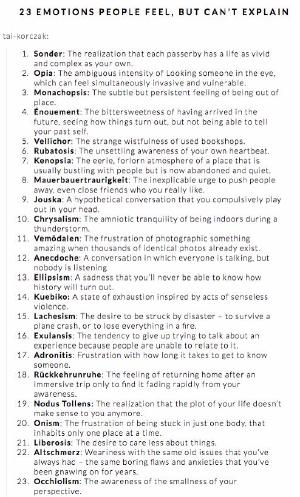 23 EMOTIONS PEOPLE FEEL, BUT CAN'T EXPLAIN
tai-korczak:
1. Sonder: The realization that each passerby has a life as vivid
and complex as your own.
2. Opia: The ambiguous intensity of Looking someone in the eye,
which can feel simultaneously invasive and vulnerable.
3. Monachopsis: The subtle but persistent feeling of being out of
place.
4. Énouement: The bittersweetness of having arrived in the
future, seeing how things turn out, but not being able to tell
your past self.
5. Vellichor: The strange wistfulness of used bookshops.
6. Rubatosis: The unsettling awareness of your own heartbeat.
7. Kenopsia: The eerie, forlorn atmosphere of a place that is
usually bustling with people but is now abandoned and quiet.
8. Mauerbauertraurigkeit: The inexplicable urge to push people
away, even close friends who you really like.
9. Jouska: A hypothetical conversation that you compulsively play
out in your head.
10. Chrysalism: The amniotic tranquility of being indoors during a
thunderstorm.
11. Vemödalen: The frustration of photographic something
amazing when thousands of identical photos already exist.
12. Anecdoche: A conversation in which everyone is talking, but
nobody is listening
13. Ellipsism: A sadness that you'll never be able to know how
history will turn out.
14. Kuebiko: A state of exhaustion inspired by acts of senseless
violence.
15. Lachesism: The desire to be struck by disaster – to survive a
plane crash, or to lose everything in a fire.
16. Exulansis: The tendency to give up trying to talk about an
experience because people are unable to relate to it.
17. Adronitis: Frustration with how long it takes to get to know
someone.
18. Rückkehrunruhe: The feeling of returning home after an
immersive trip only to find it fading rapidly from your
awareness.
19. Nodus Tollens: The realization that the plot of your life doesn't
make sense to you anymore.
20. Onism: The frustration of being stuck in just one body, that
inhabits only one place at a time.
21. Liberosis: The desire to care less about things.
22. Altschmerz: Weariness with the same old issues that you've
always had – the same boring flaws and anxieties that you've
been gnawing on for years.
23. Occhiolism: The awareness of the smallness of your
perspective.